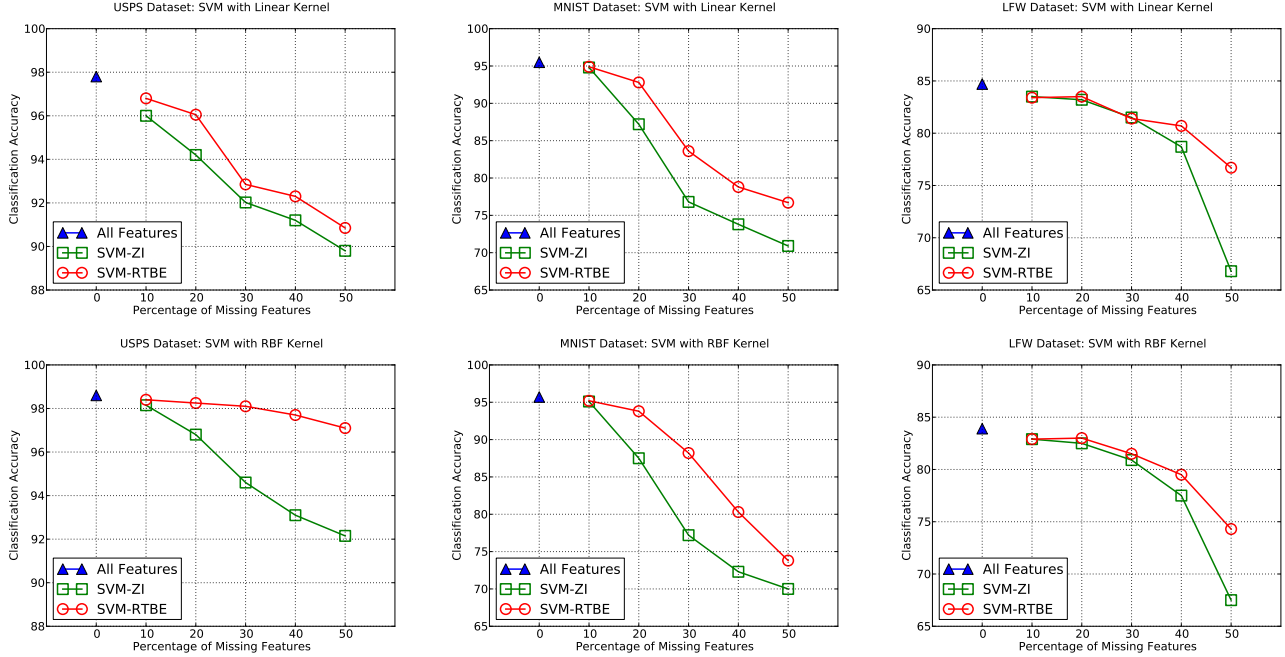 USPS Dataset: SVM with Linear Kernel
100
98
96
94
92
90
88
Classification Accuracy
All Features
SVM-ZI
SVM-RTBE
0 10 20 30 40 50
Percentage of Missing Features
MNIST Dataset: SVM with Linear Kernel
100
95
90
85
80
75
70
65
Classification Accuracy
All Features
SVM-ZI
SVM-RTBE
0 10 20 30 40 50
Percentage of Missing Features
LFW Dataset: SVM with Linear Kernel
90
85
80
75
70
65
Classification Accuracy
All Features
SVM-ZI
SVM-RTBE
0 10 20 30 40 50
Percentage of Missing Features
USPS Dataset: SVM with RBF Kernel
100
98
96
94
92
90
88
Classification Accuracy
All Features
SVM-ZI
SVM-RTBE
0 10 20 30 40 50
Percentage of Missing Features
MNIST Dataset: SVM with RBF Kernel
100
95
90
85
80
75
70
65
Classification Accuracy
All Features
SVM-ZI
SVM-RTBE
0 10 20 30 40 50
Percentage of Missing Features
LFW Dataset: SVM with RBF Kernel
90
85
80
75
70
65
Classification Accuracy
All Features
SVM-ZI
SVM-RTBE
0 10 20 30 40 50
Percentage of Missing Features